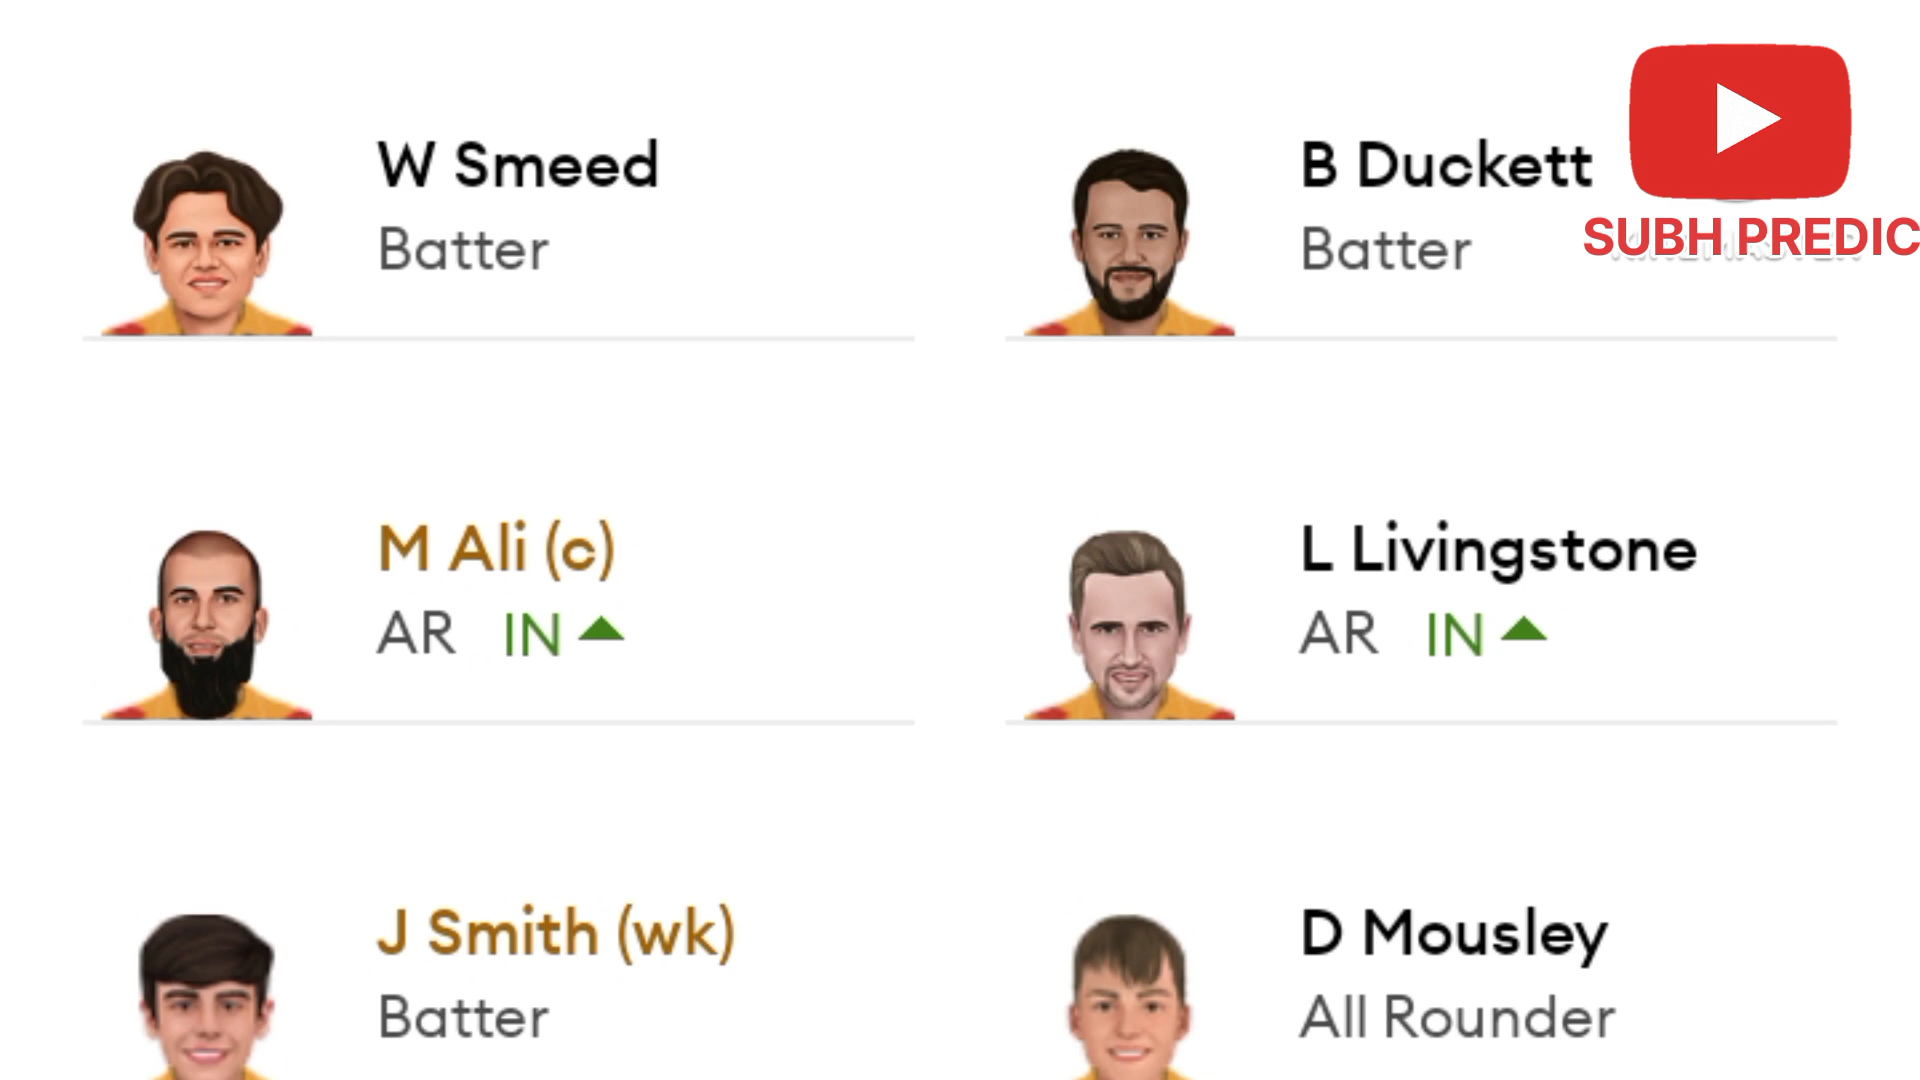 W Smeed
Batter
B Duckett
Batter
SUBH PREDIC
M Ali (c)
AR IN
L Livingstone
AR IN
J Smith (wk)
Batter
D Mousley
All Rounder